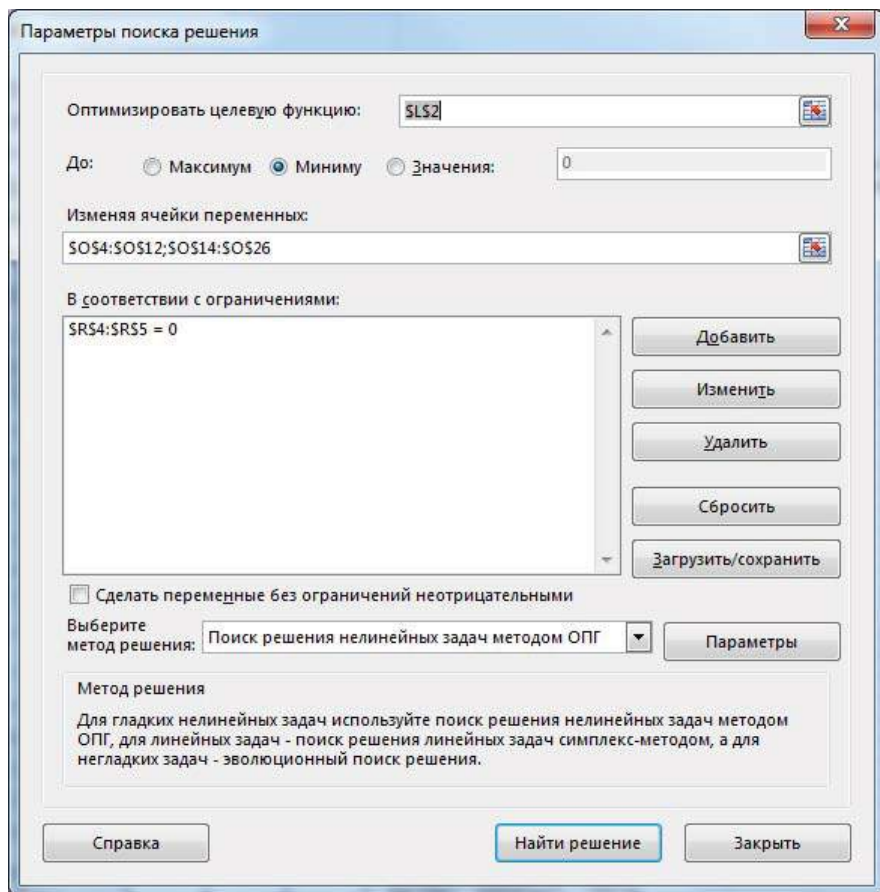 Параметры поиска решения
Оптимизировать целевую функцию: $L$2
До: Максимум Миниму Значения: 0
Изменяя ячейки переменных:
$O$4:$O$12;$O$14:$O$26
В соответствии с ограничениями:
$R$4:$R$5 = 0
Добавить
Изменить
Удалить
Сбросить
Загрузить/сохранить
Сделать переменные без ограничений неотрицательными
Выберите
метод решения: Поиск решения нелинейных задач методом ОПГ Параметры
Метод решения
Для гладких нелинейных задач используйте поиск решения нелинейных задач методом
ОПГ, для линейных задач - поиск решения линейных задач симплекс-методом, а для
негладких задач - эволюционный поиск решения.
Справка Найти решение Закрыть